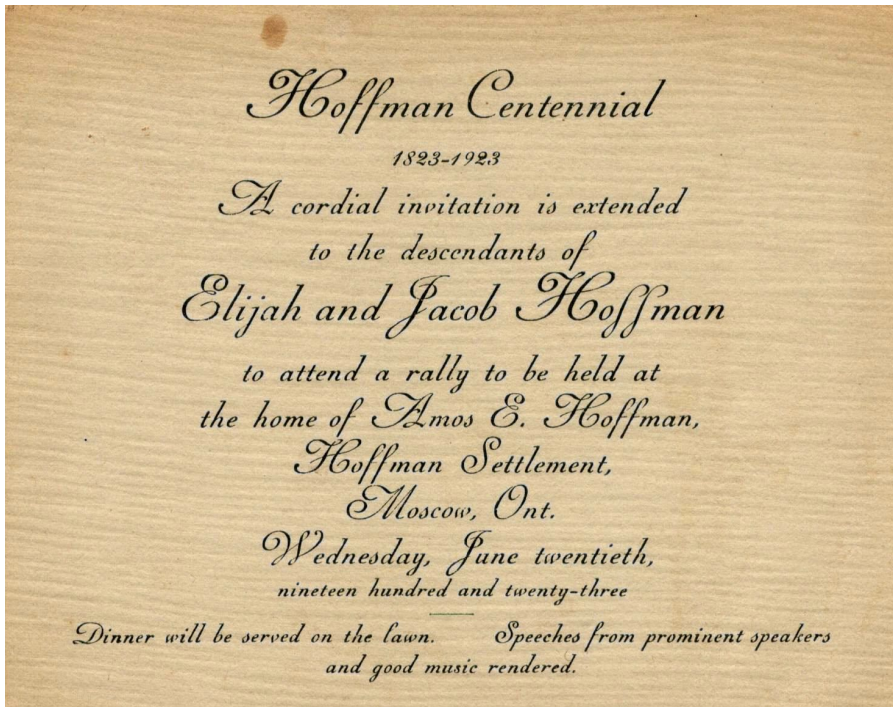 Hoffman Centennial
1823-1923
A cordial invitation is extended
to the descendants of
Elijah and Jacob Hoffman
to attend a rally to be held at
the home of Amos E. Hoffman,
Hoffman Settlement,
Moscow, Ont.
Wednesday, June twentieth,
nineteen hundred and twenty-three
Dinner will be served on the lawn. Speeches from prominent speakers
and good music rendered.